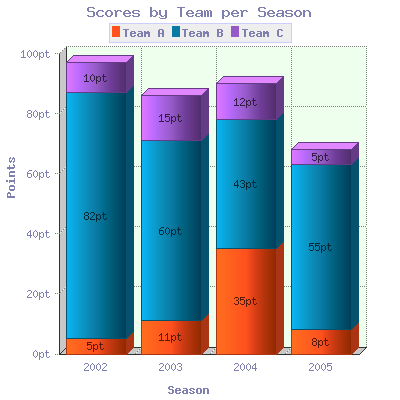 Scores by Team per Season
Team A Team B Team C
100pt
80pt
60pt
40pt
20pt
0pt
Points
10pt
82pt
5pt
15pt
60pt
11pt
12pt
43pt
35pt
5pt
55pt
8pt
2002 2003 2004 2005
Season